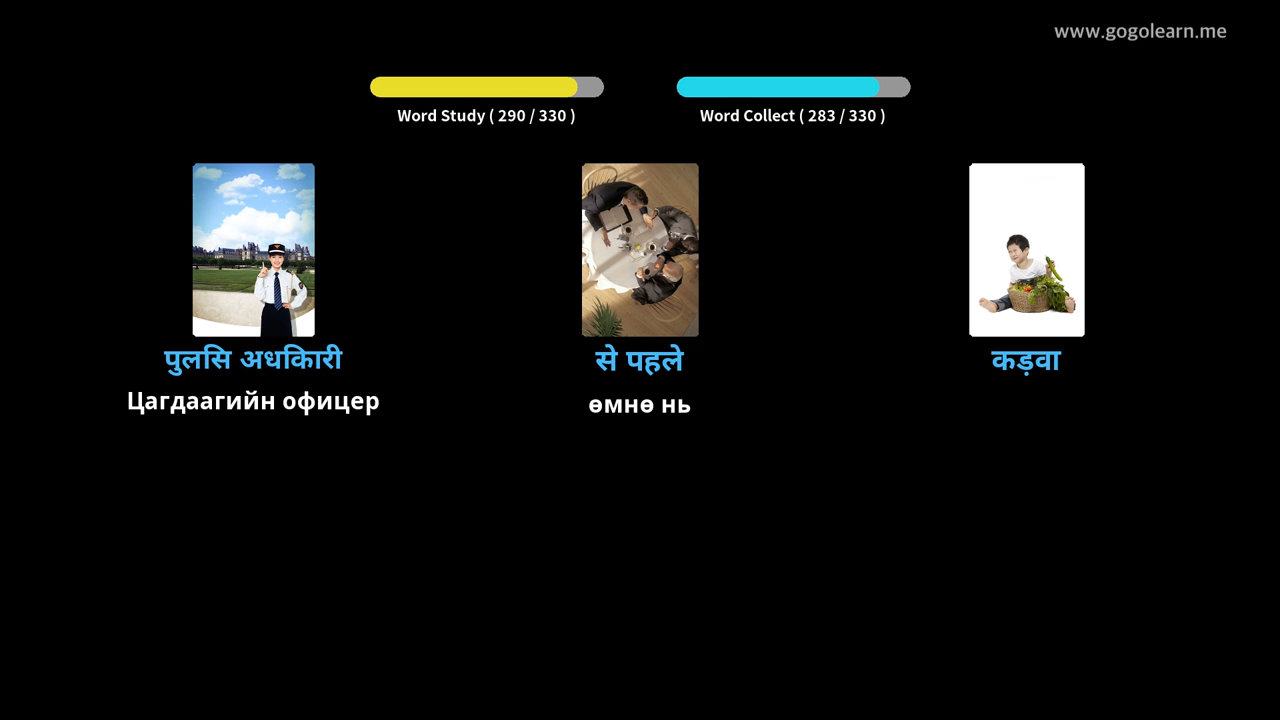 www.gogolearn.me
Word Study ( 290 / 330 )
Word Collect ( 283 / 330 )
पुलिस अधिकारी
से पहले
कड़वा
Цагдаагийн офицер
өмнө нь